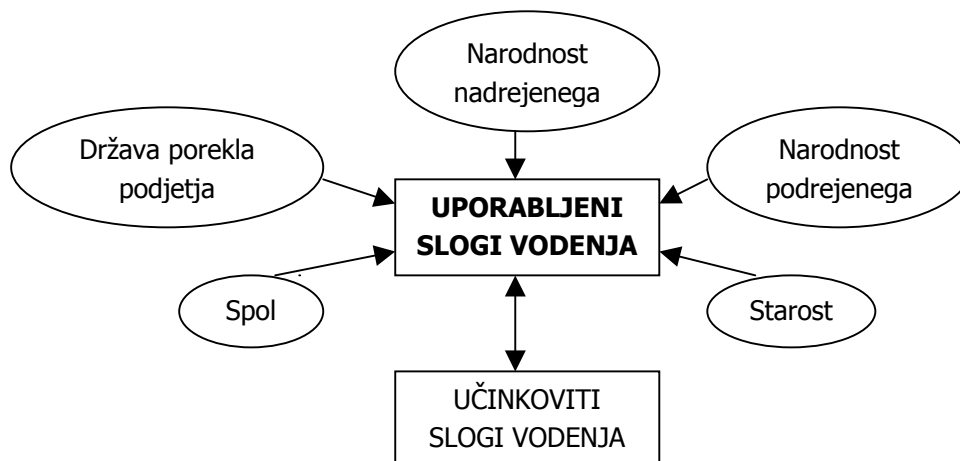 Narodnost
nadrejenega
Država porekla
podjetja
Narodnost
podrejenega
UPORABLJENI
SLOGI VODENJA
Spol
Starost
UČINKOVITI
SLOGI VODENJA